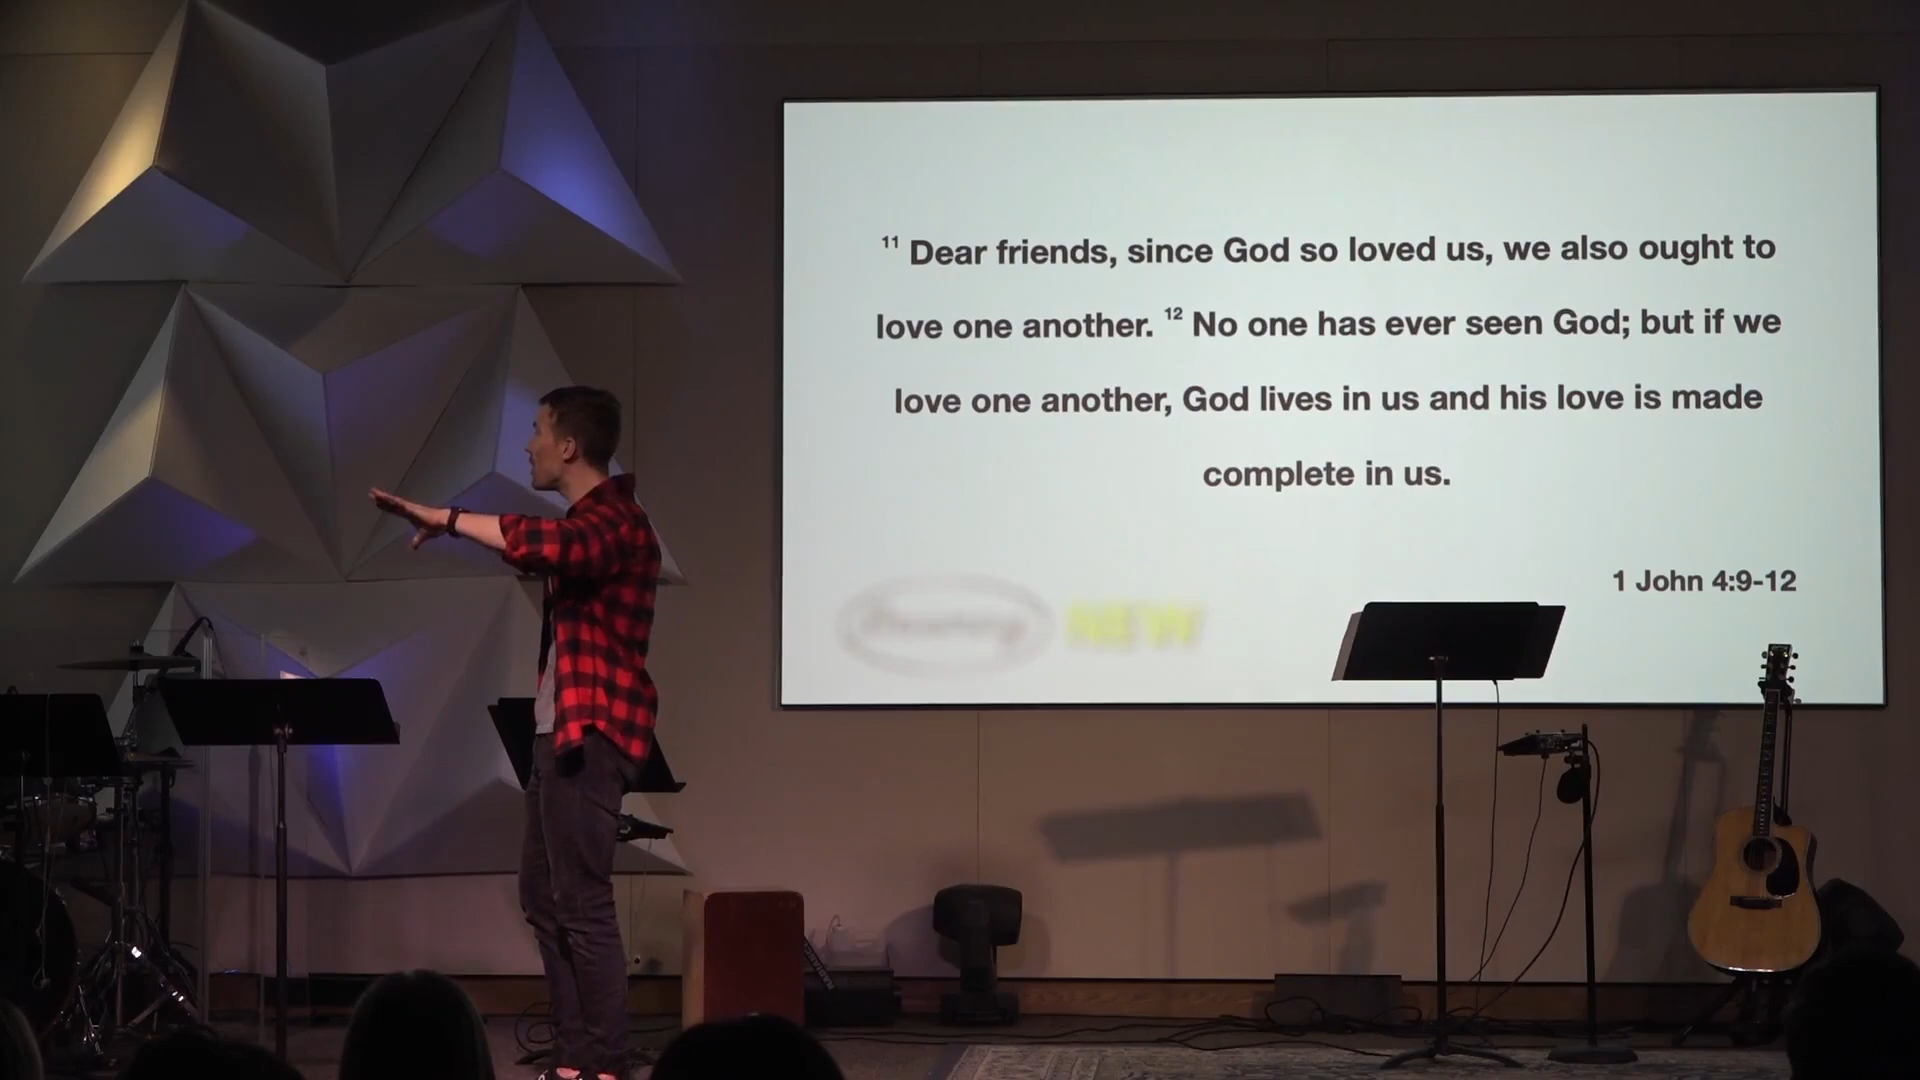 11 Dear friends, since God so loved us, we also ought to
love one another. 12 No one has ever seen God; but if we
love one another, God lives in us and his love is made
complete in us.
1 John 4:9-12
NEW